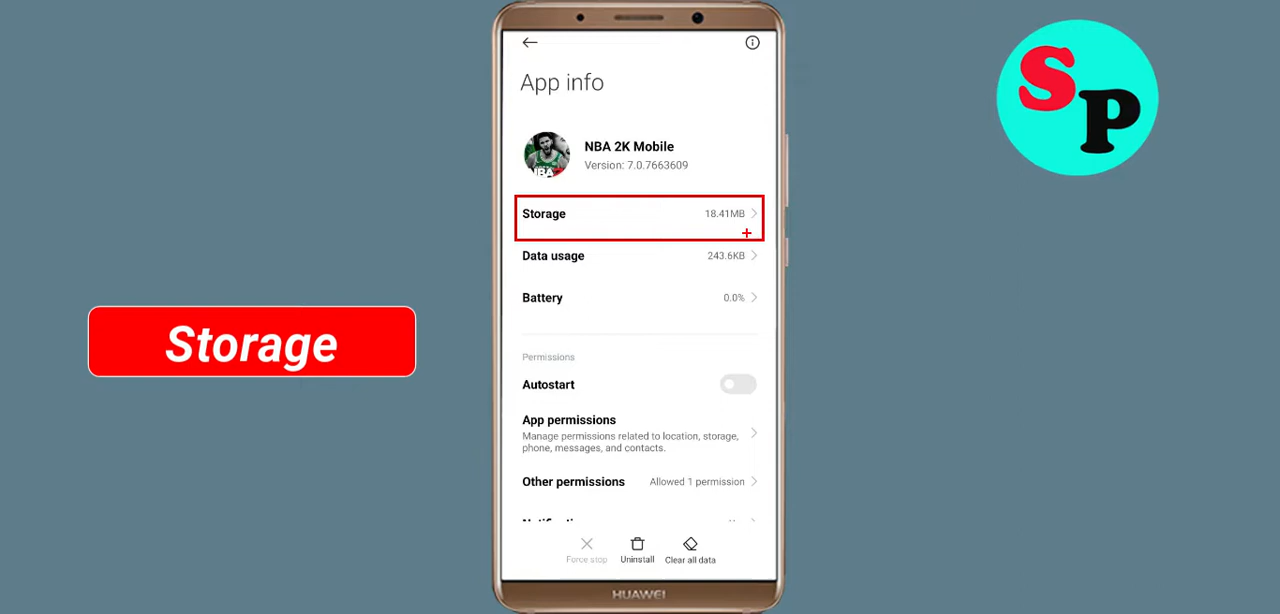 App info
NBA 2K Mobile
Version: 7.0.7663609
NBA
Storage 18.41MB
Data usage 243.6KB
Battery 0.0%
Permissions
Autostart
App permissions
Manage permissions related to location, storage,
phone, messages, and contacts.
Other permissions Allowed 1 permission
Force stop Uninstall Clear all data
HUAWEI
Storage
SP